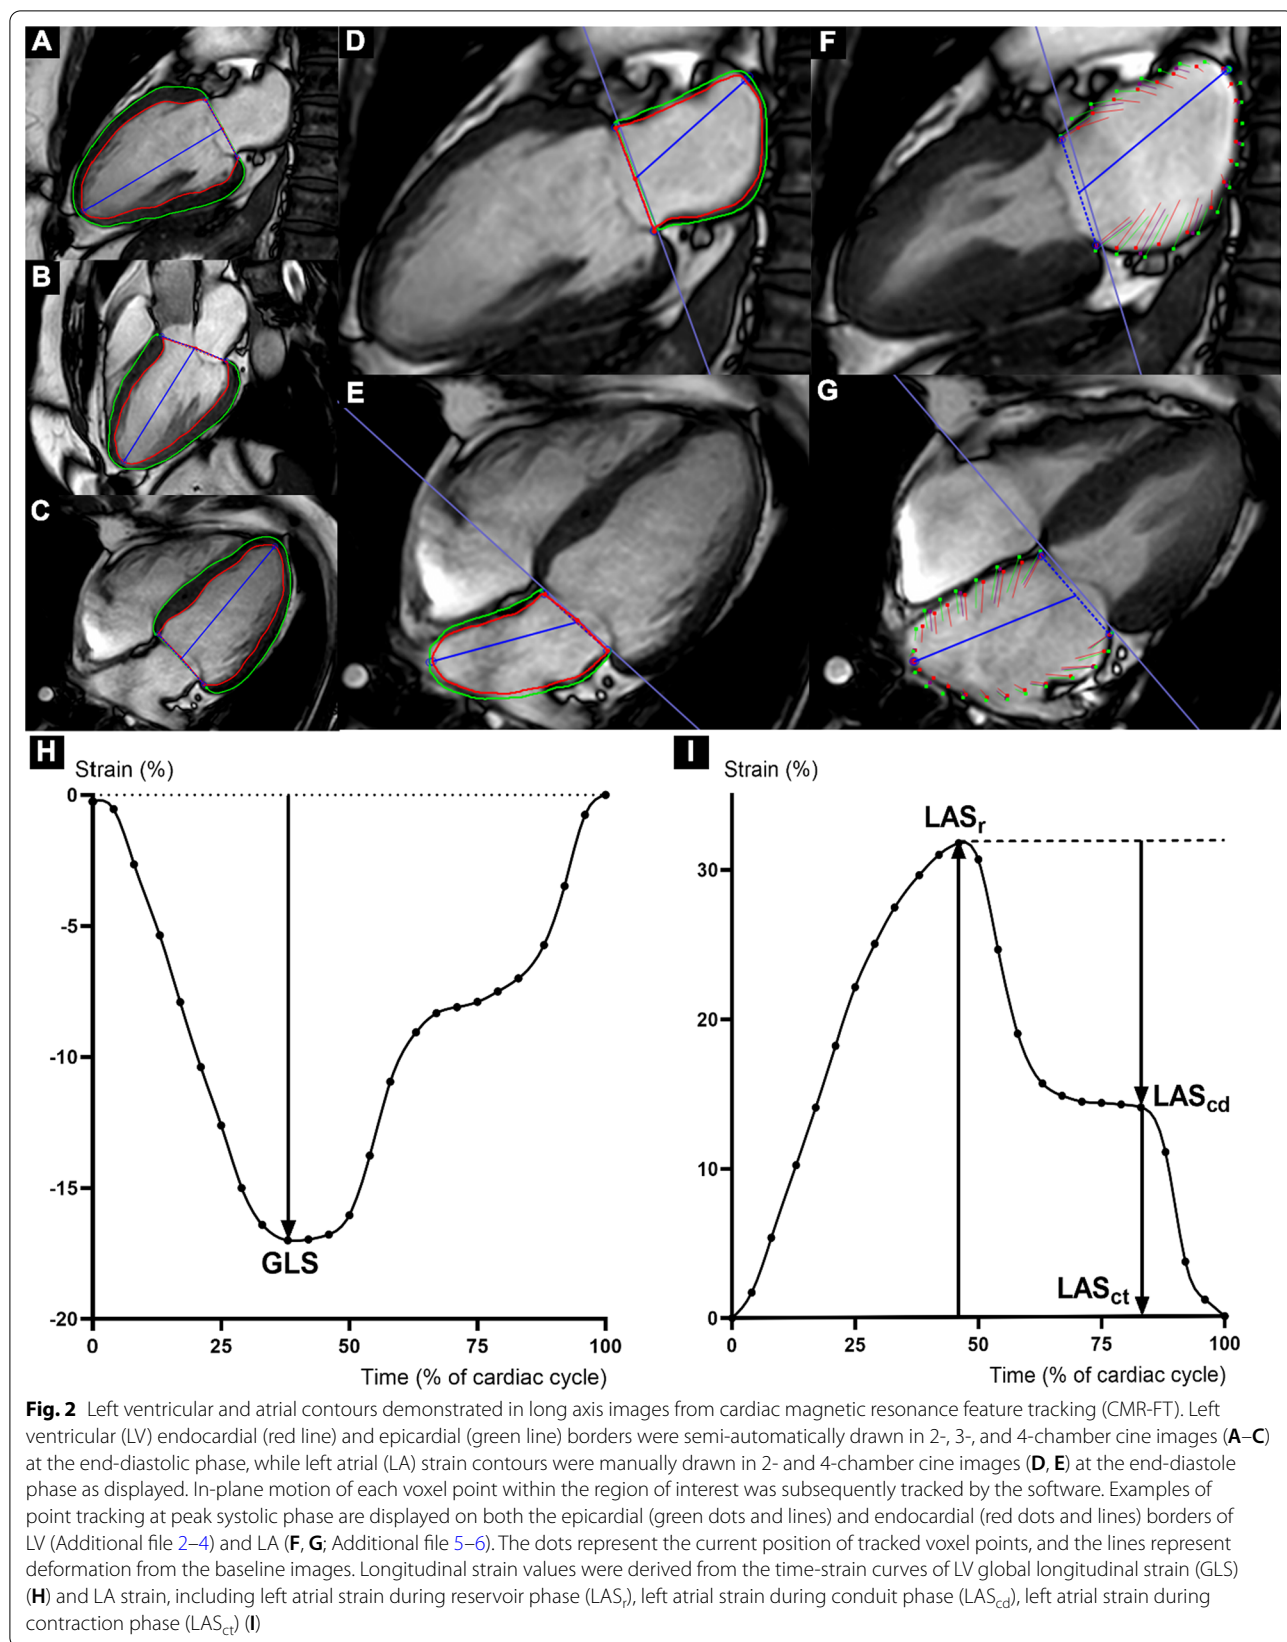 A
D
F
B
E
G
C
H
Strain (%)
0
-5
-10
-15
-20
GLS
0
25
50
75
100
Time (% of cardiac cycle)
I
Strain (%)
LASr
30
20
LAScd
10
LASct
0
0
25
50
75
100
Time (% of cardiac cycle)
Fig. 2 Left ventricular and atrial contours demonstrated in long axis images from cardiac magnetic resonance feature tracking (CMR-FT). Left
ventricular (LV) endocardial (red line) and epicardial (green line) borders were semi-automatically drawn in 2-, 3-, and 4-chamber cine images (A–C)
at the end-diastolic phase, while left atrial (LA) strain contours were manually drawn in 2- and 4-chamber cine images (D, E) at the end-diastole
phase as displayed. In-plane motion of each voxel point within the region of interest was subsequently tracked by the software. Examples of
point tracking at peak systolic phase are displayed on both the epicardial (green dots and lines) and endocardial (red dots and lines) borders of
LV (Additional file 2–4) and LA (F, G; Additional file 5–6). The dots represent the current position of tracked voxel points, and the lines represent
deformation from the baseline images. Longitudinal strain values were derived from the time-strain curves of LV global longitudinal strain (GLS)
(H) and LA strain, including left atrial strain during reservoir phase (LASr), left atrial strain during conduit phase (LAScd), left atrial strain during
contraction phase (LASct) (I)